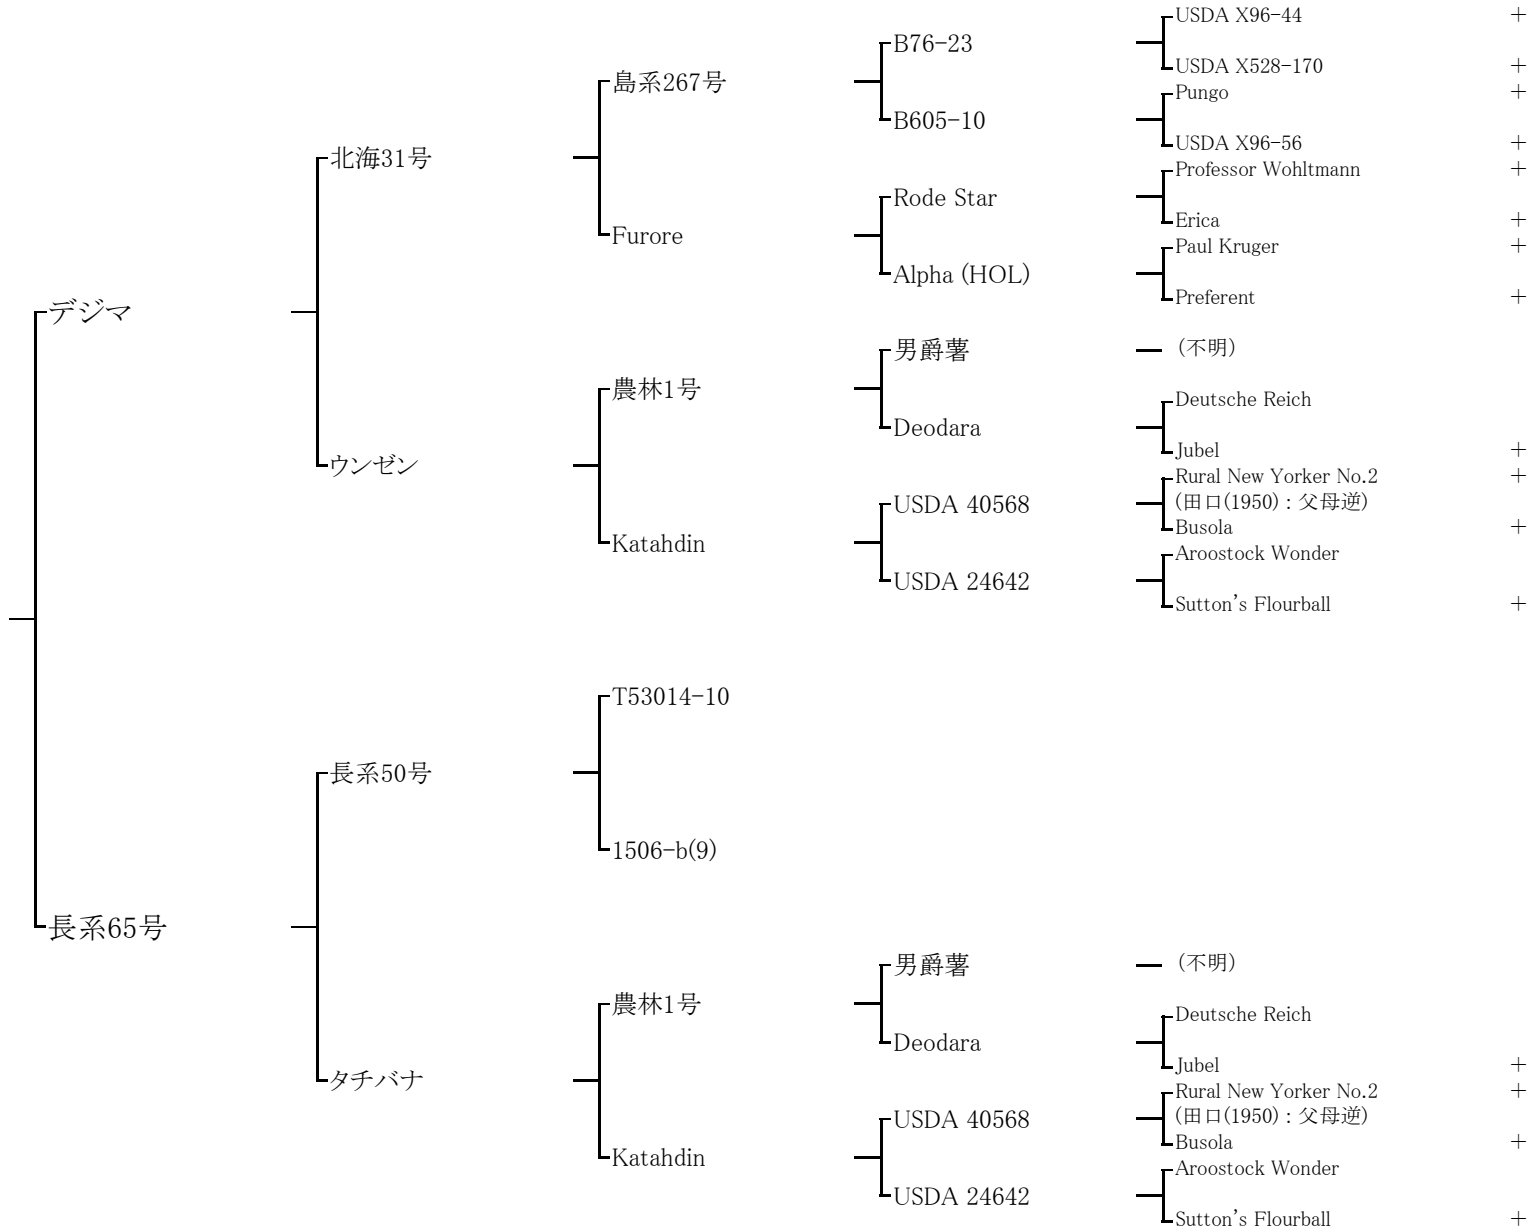 USDA X96-44 +
B76-23
USDA X528-170 +
島系267号
Pungo +
B605-10
USDA X96-56 +
北海31号
Professor Wohltmann +
Rode Star
Erica +
Furore
Paul Kruger +
Alpha (HOL)
Preferent +
デジマ
男爵薯 (不明)
農林1号
Deutsche Reich
Deodara
Jubel +
ウンゼン
Rural New Yorker No.2 +
USDA 40568 (田口(1950) : 父母逆)
Busola +
Katahdin
Aroostock Wonder
USDA 24642
Sutton's Flourball +
T53014-10
長系50号
1506-b(9)
長系65号
男爵薯 (不明)
農林1号
Deutsche Reich
Deodara
Jubel +
タチバナ
Rural New Yorker No.2 +
USDA 40568 (田口(1950) : 父母逆)
Busola +
Katahdin
Aroostock Wonder
USDA 24642
Sutton's Flourball +